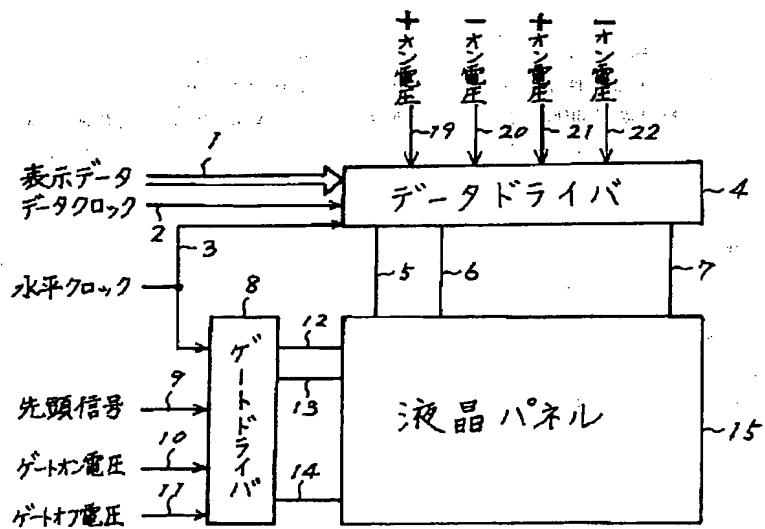 +オン電圧
-オン電圧
+オン電圧
-オン電圧
19
20
21
22
1
表示データ
データクロック
2
データドライバ
4
3
5
6
7
水平クロック
8
12
13
ゲートドライバ
液晶パネル
15
先頭信号
9
10
ゲートオン電圧
14
11
ゲートオフ電圧